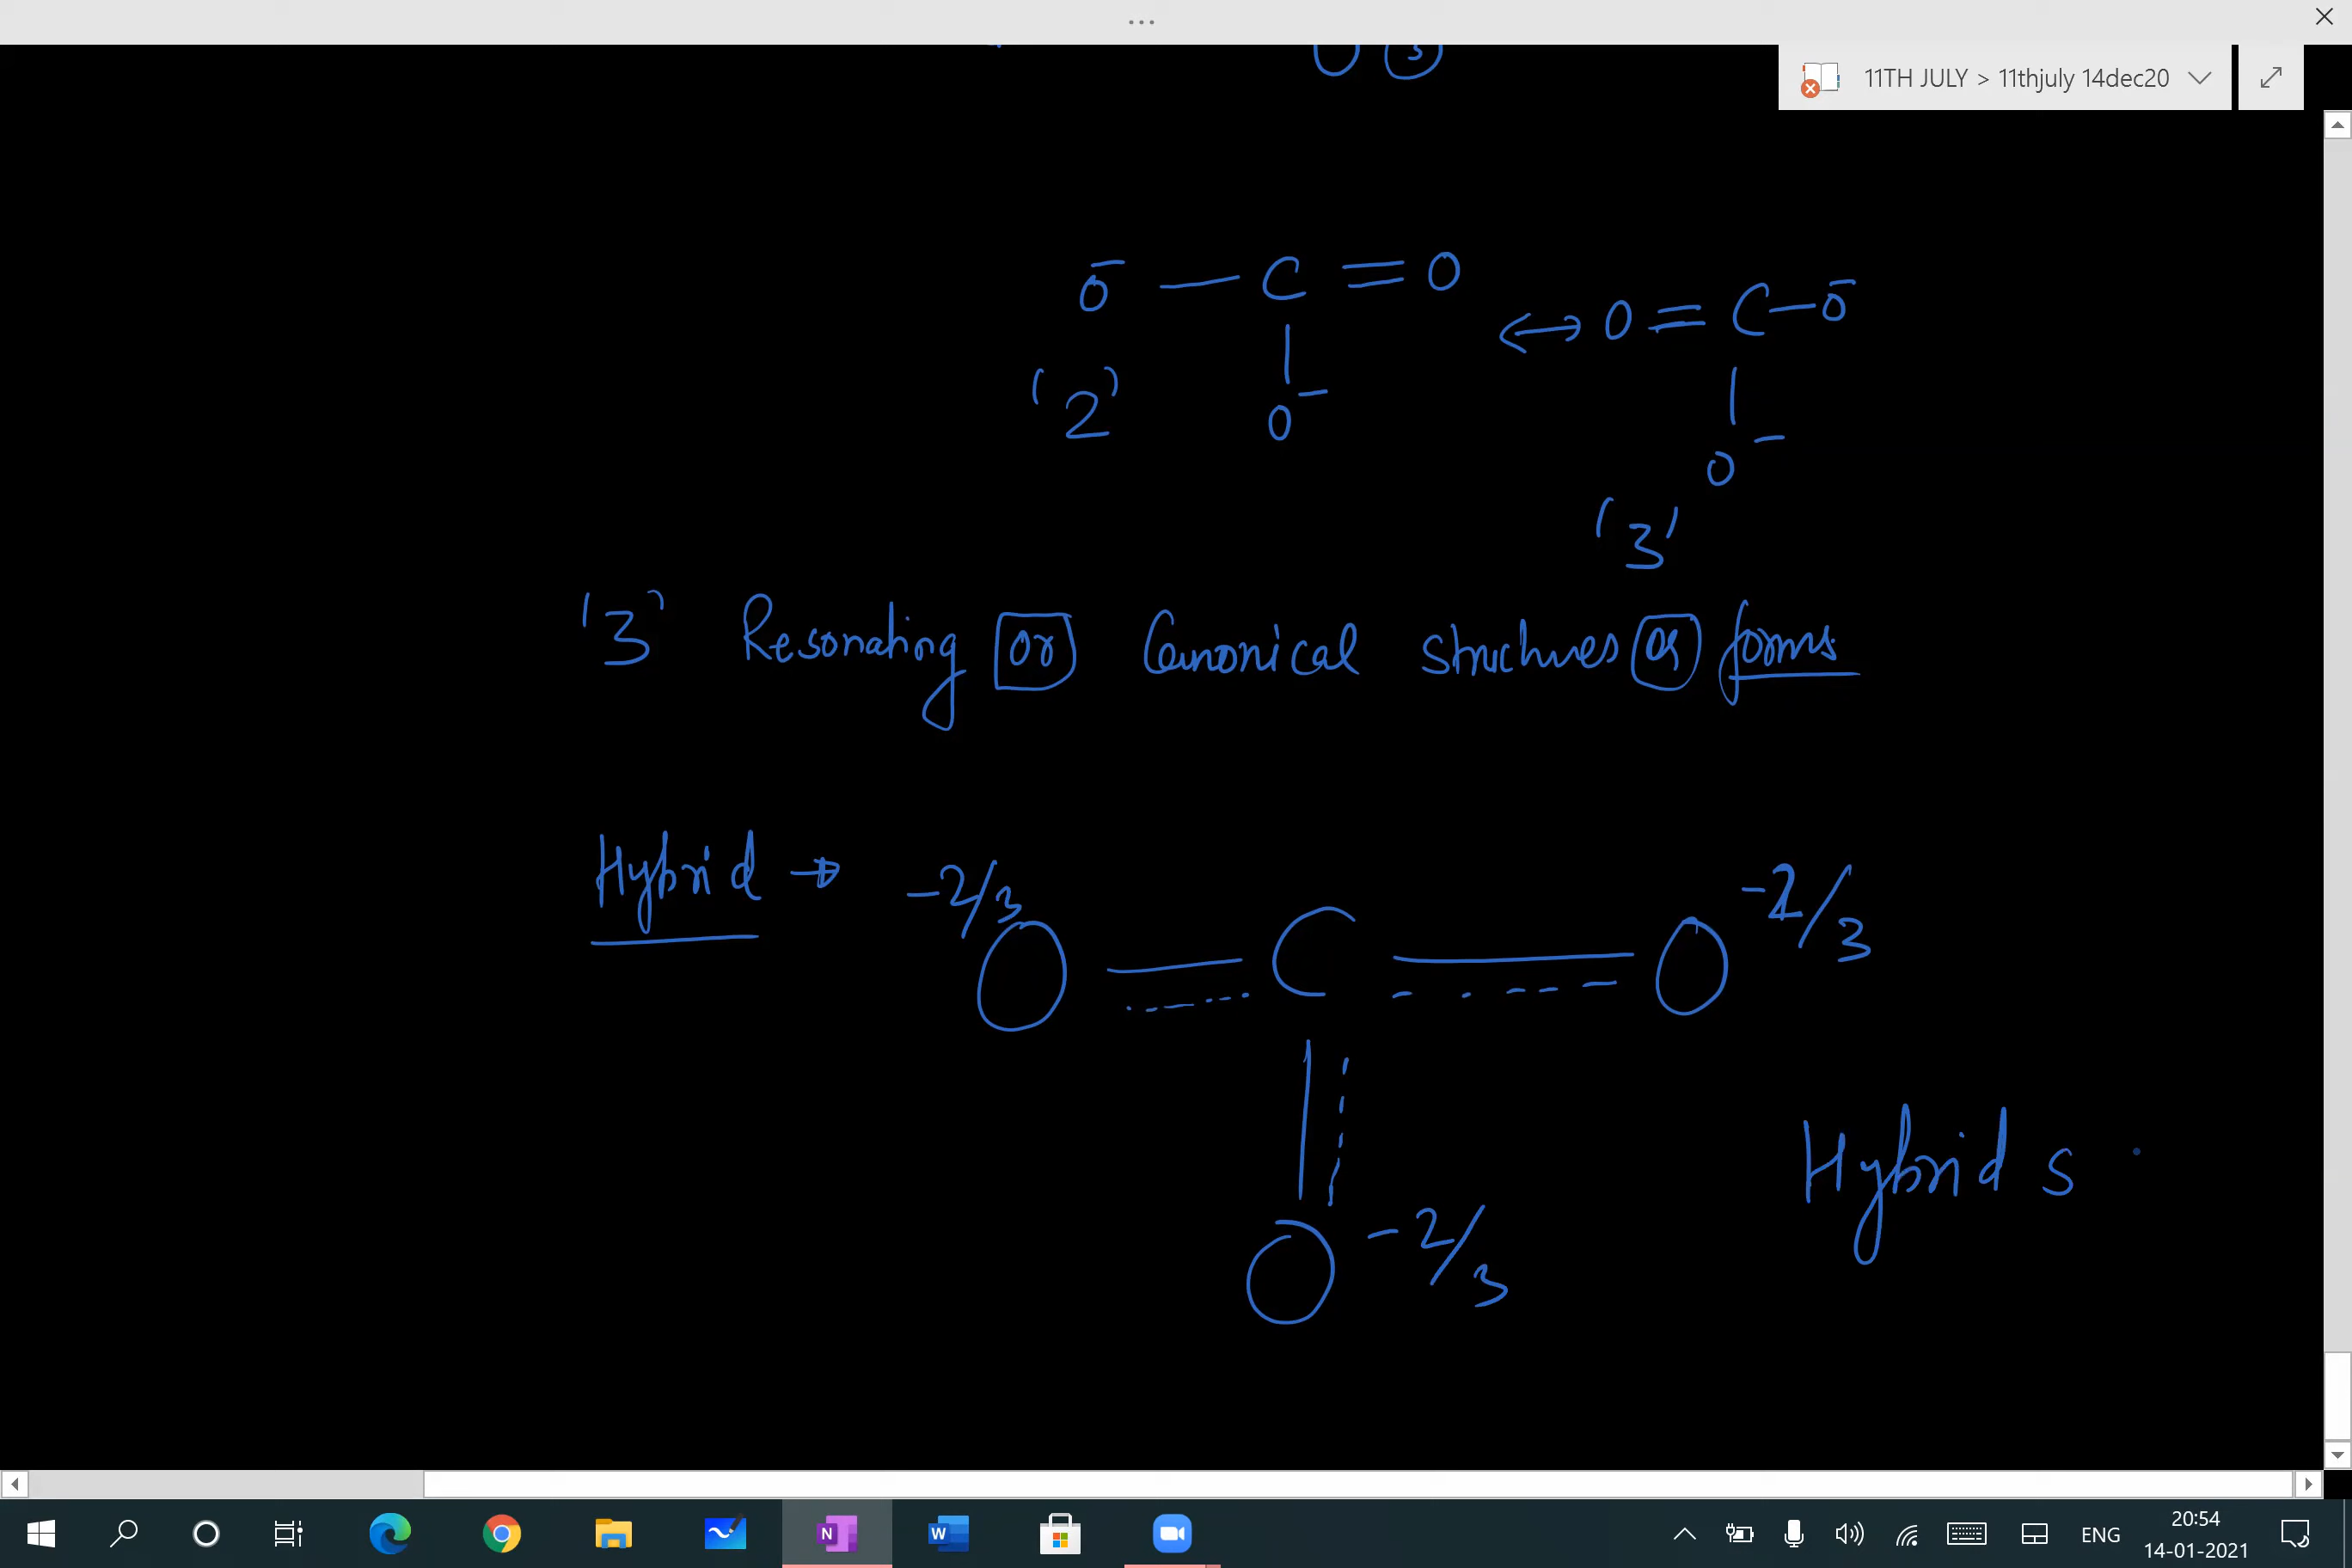 11TH JULY > 11thjuly 14dec20
O⁻ — C = O
⟷ O = C — O⁻
|
O⁻
|
O⁻
'2'
'3'
'3' Resonating or Canonical structures or forms
Hybrid → -2/3 O C O -2/3
O -2/3
Hybrid s
ENG
20:54
14-01-2021